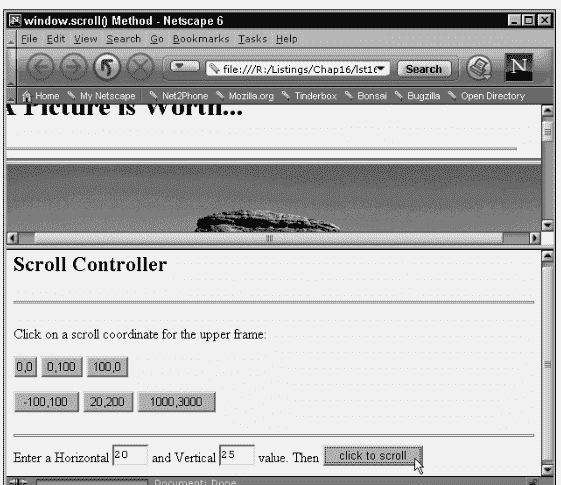 window.scroll() Method - Netscape 6
File Edit View Search Go Bookmarks Tasks Help
file:///R:/Listings/Chap16/lst16 Search N
Home My Netscape Net2Phone Mozilla.org Tinderbox Bonsai Bugzilla Open Directory
A Picture is Worth...
Scroll Controller
Click on a scroll coordinate for the upper frame:
0,0 0,100 100,0
-100,100 20,200 1000,3000
Enter a Horizontal 20 and Vertical 25 value. Then click to scroll
Document: Done